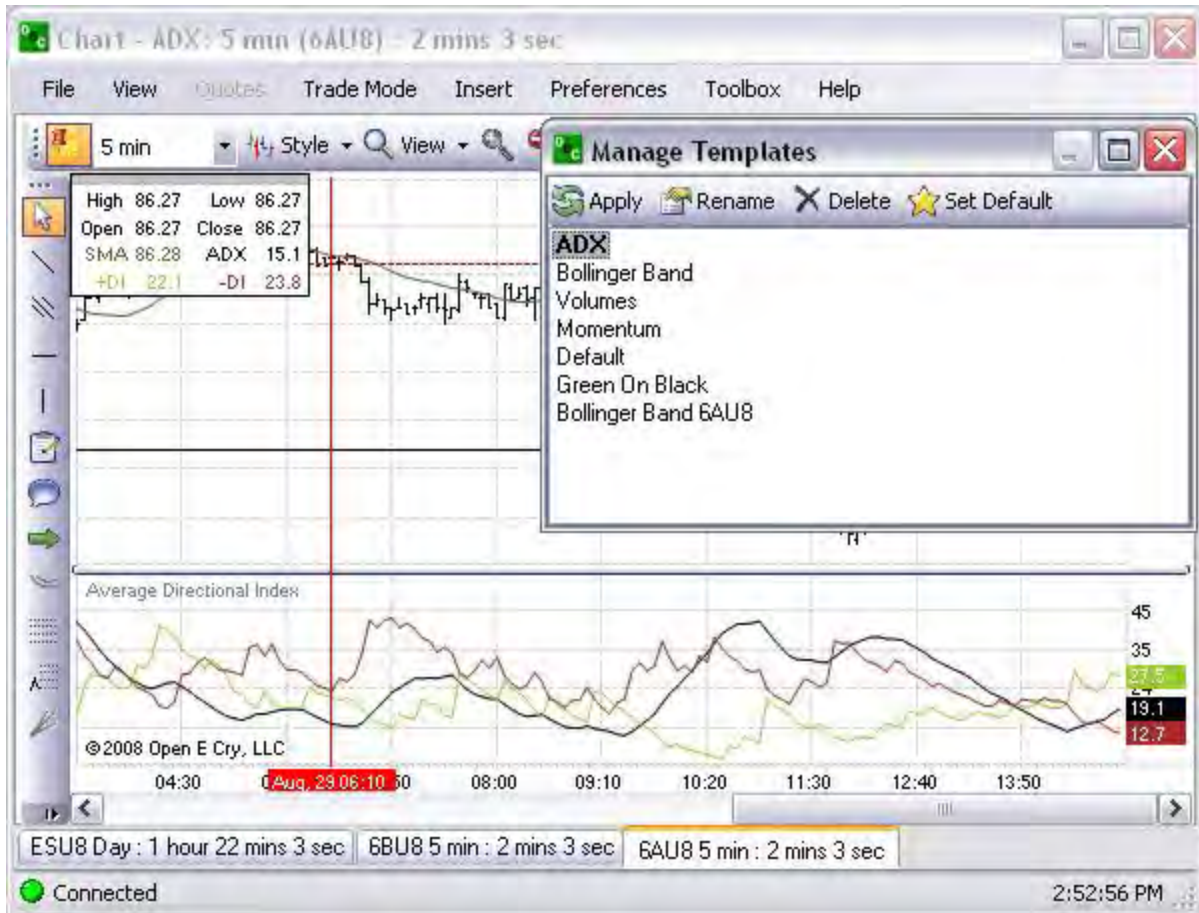 Chart - ADX: 5 min (6AU8) : 2 mins 3 sec
File View Quotes Trade Mode Insert Preferences Toolbox Help
5 min Style View
Manage Templates
Apply Rename Delete Set Default
High 86.27 Low 86.27
Open 86.27 Close 86.27
SMA 86.28 ADX 15.1
+DI 22.1 -DI 23.8
ADX
Bollinger Band
Volumes
Momentum
Default
Green On Black
Bollinger Band 6AU8
Average Directional Index
45
35
27.5
24
19.1
12.7
©2008 Open E Cry, LLC
04:30 Aug, 29 06:10 50 08:00 09:10 10:20 11:30 12:40 13:50
ESU8 Day : 1 hour 22 mins 3 sec 6BU8 5 min : 2 mins 3 sec 6AU8 5 min : 2 mins 3 sec
Connected 2:52:56 PM